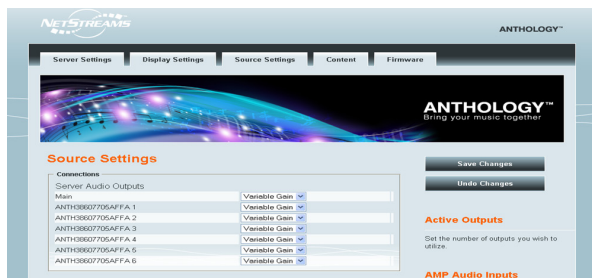 NETSTREAMS
ANTHOLOGY™
Server Settings Display Settings Source Settings Content Firmware
ANTHOLOGY™
Bring your music together
Source Settings
Connections
Server Audio Outputs
Main Variable Gain
ANTH38607705AFFA 1 Variable Gain
ANTH38607705AFFA 2 Variable Gain
ANTH38607705AFFA 3 Variable Gain
ANTH38607705AFFA 4 Variable Gain
ANTH38607705AFFA 5 Variable Gain
ANTH38607705AFFA 6 Variable Gain
Save Changes
Undo Changes
Active Outputs
Set the number of outputs you wish to
utilize.
AMP Audio Inputs